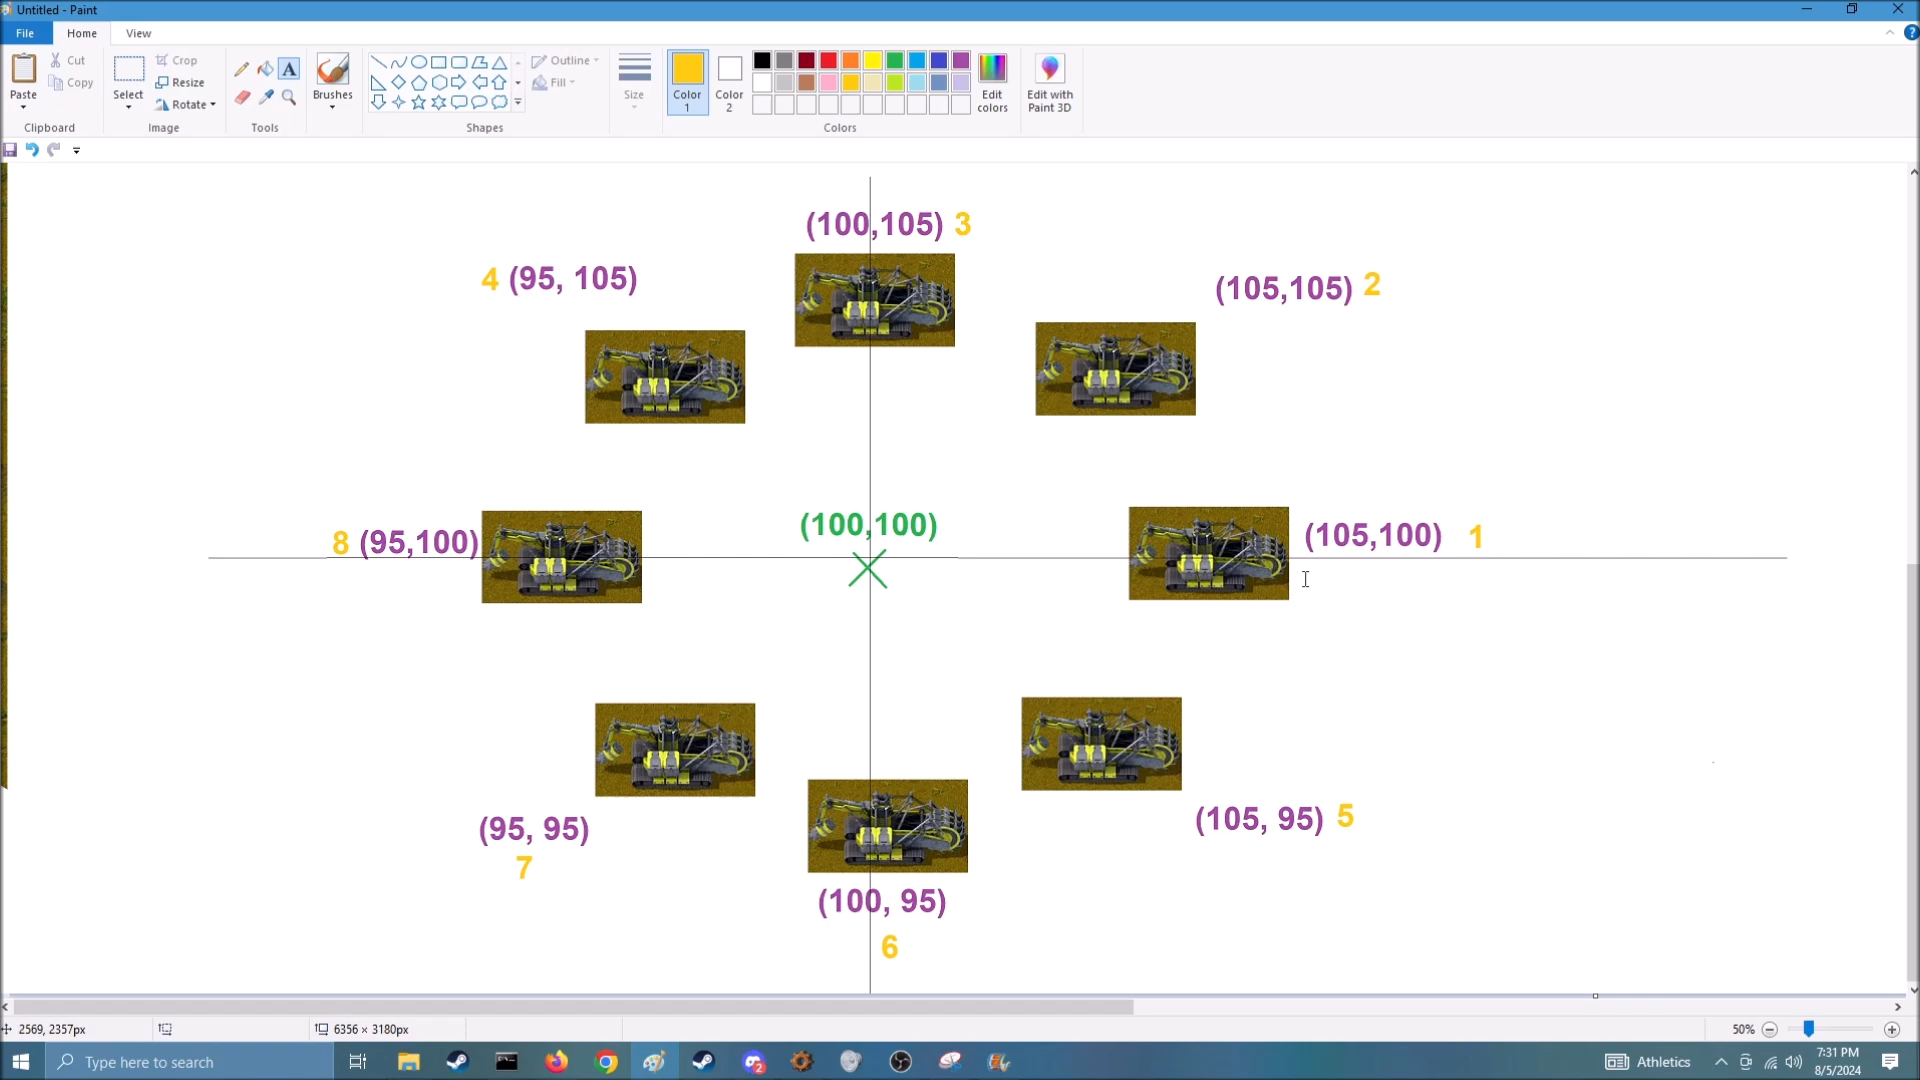 Untitled - Paint
File Home View
Paste
Cut
Copy
Clipboard
Select
Crop
Resize
Rotate
Image
A
Tools
Brushes
Shapes
Outline
Fill
Size
Color 1
Color 2
Colors
Edit colors
Edit with Paint 3D
(100,105) 3
4 (95, 105)
(105,105) 2
8 (95,100)
(100,100)
(105,100) 1
(95, 95)
7
(105, 95) 5
(100, 95)
6
2569, 2357px
6356 × 3180px
50%
Type here to search
2
Athletics
7:31 PM
8/5/2024